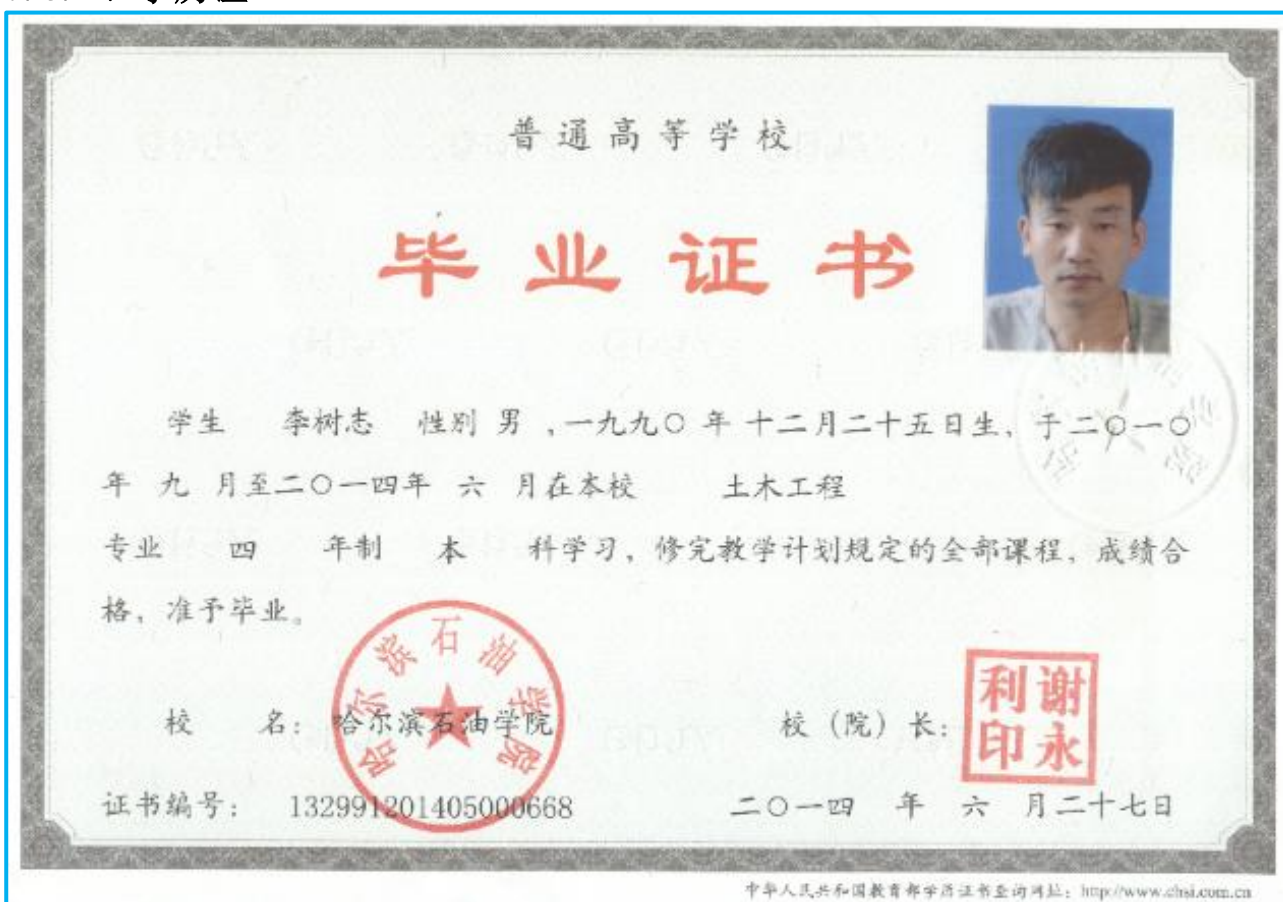 普通高等学校
毕业证书
学生 李树志 性别 男 ,一九九〇 年 十二月二十五日生, 于二〇一〇
年 九 月至二〇一四年 六 月在本校 土木工程
专业 四 年制 本 科学习, 修完教学计划规定的全部课程, 成绩合
格, 准予毕业。
哈尔滨石油学院
校 名: 哈尔滨石油学院 校 (院) 长: 谢永利印
证书编号: 132991201405000668 二〇一四 年 六 月二十七日
中华人民共和国教育部学历证书查询网址: http://www.chsi.com.cn